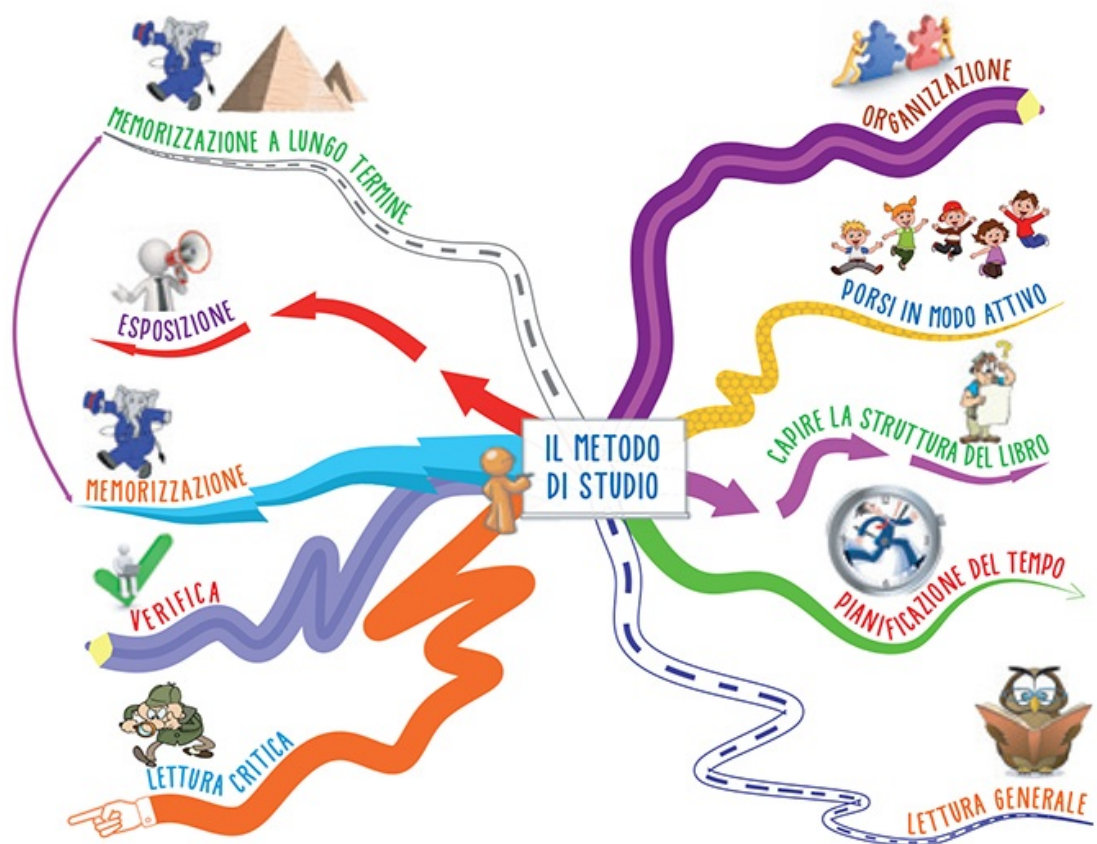 IL METODO
DI STUDIO
ORGANIZZAZIONE
PORSI IN MODO ATTIVO
CAPIRE LA STRUTTURA DEL LIBRO
PIANIFICAZIONE DEL TEMPO
LETTURA GENERALE
LETTURA CRITICA
VERIFICA
MEMORIZZAZIONE
ESPOSIZIONE
MEMORIZZAZIONE A LUNGO TERMINE